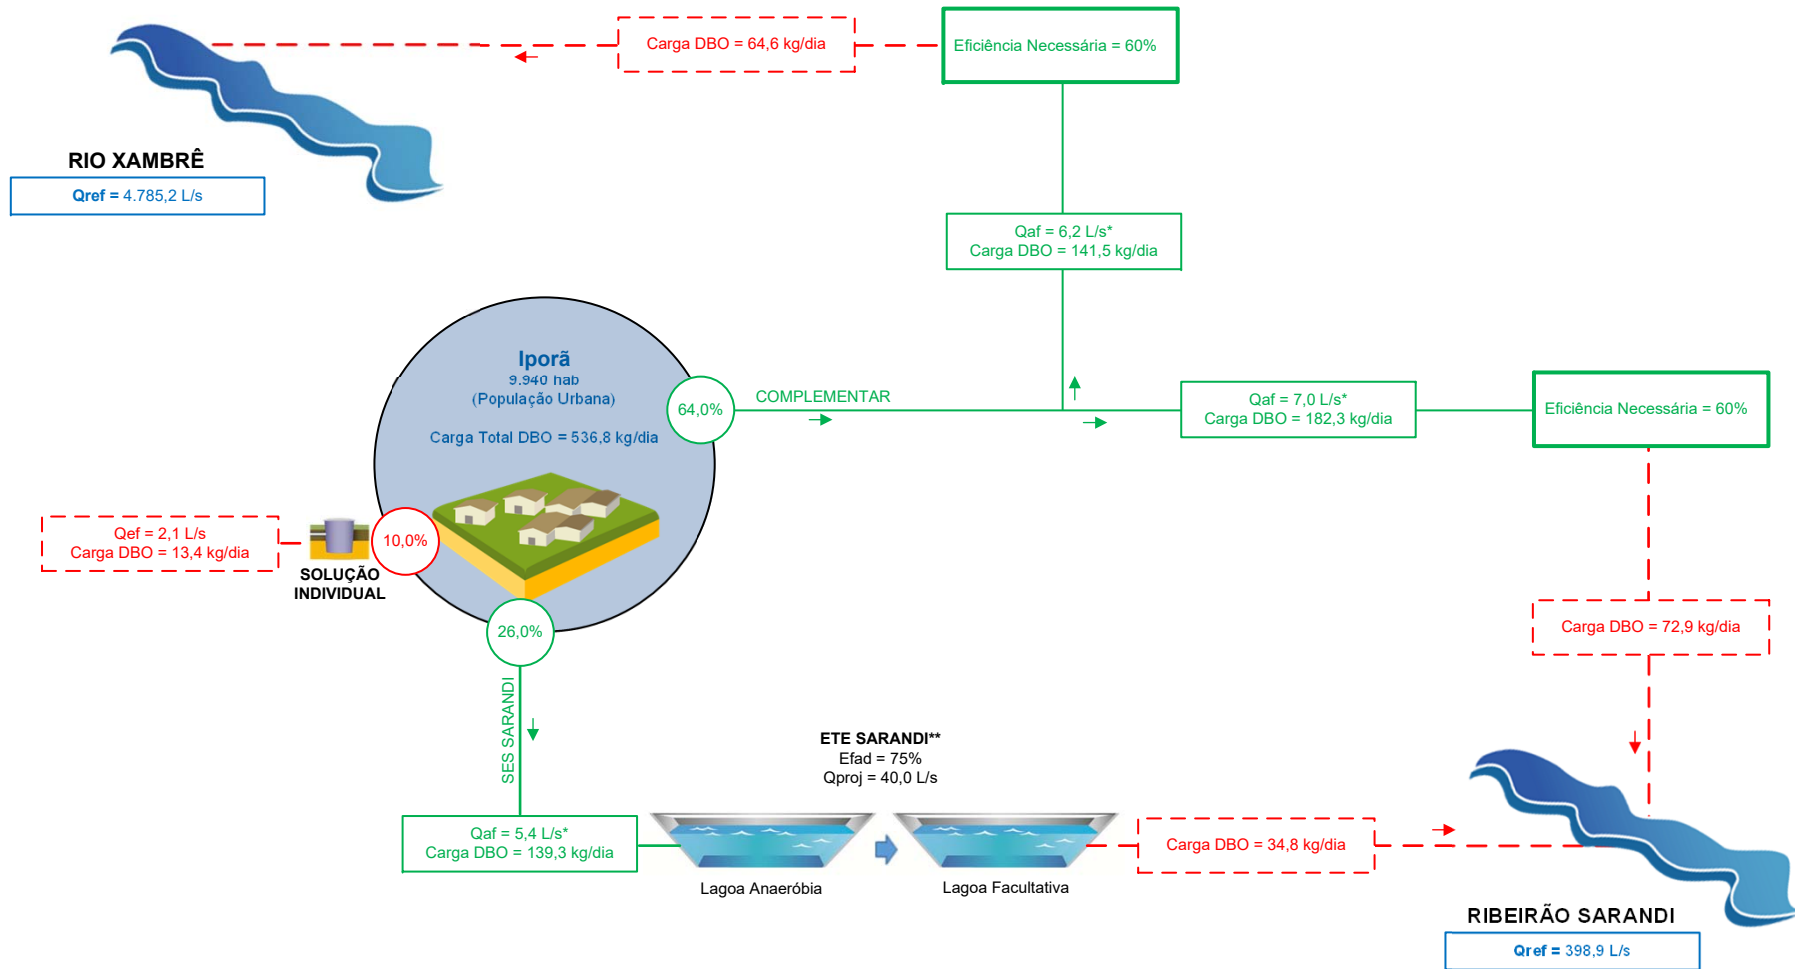 Carga DBO = 64,6 kg/dia
Eficiência Necessária = 60%
RIO XAMBRÊ
Qref = 4.785,2 L/s
Qaf = 6,2 L/s*
Carga DBO = 141,5 kg/dia
Iporã
9.940 hab
(População Urbana)
Carga Total DBO = 536,8 kg/dia
64,0%
COMPLEMENTAR
Qaf = 7,0 L/s*
Carga DBO = 182,3 kg/dia
Eficiência Necessária = 60%
Qef = 2,1 L/s
Carga DBO = 13,4 kg/dia
SOLUÇÃO
INDIVIDUAL
10,0%
26,0%
Carga DBO = 72,9 kg/dia
SES SARANDI
ETE SARANDI**
Efad = 75%
Qproj = 40,0 L/s
Qaf = 5,4 L/s*
Carga DBO = 139,3 kg/dia
Lagoa Anaeróbia
Lagoa Facultativa
Carga DBO = 34,8 kg/dia
RIBEIRÃO SARANDI
Qref = 398,9 L/s